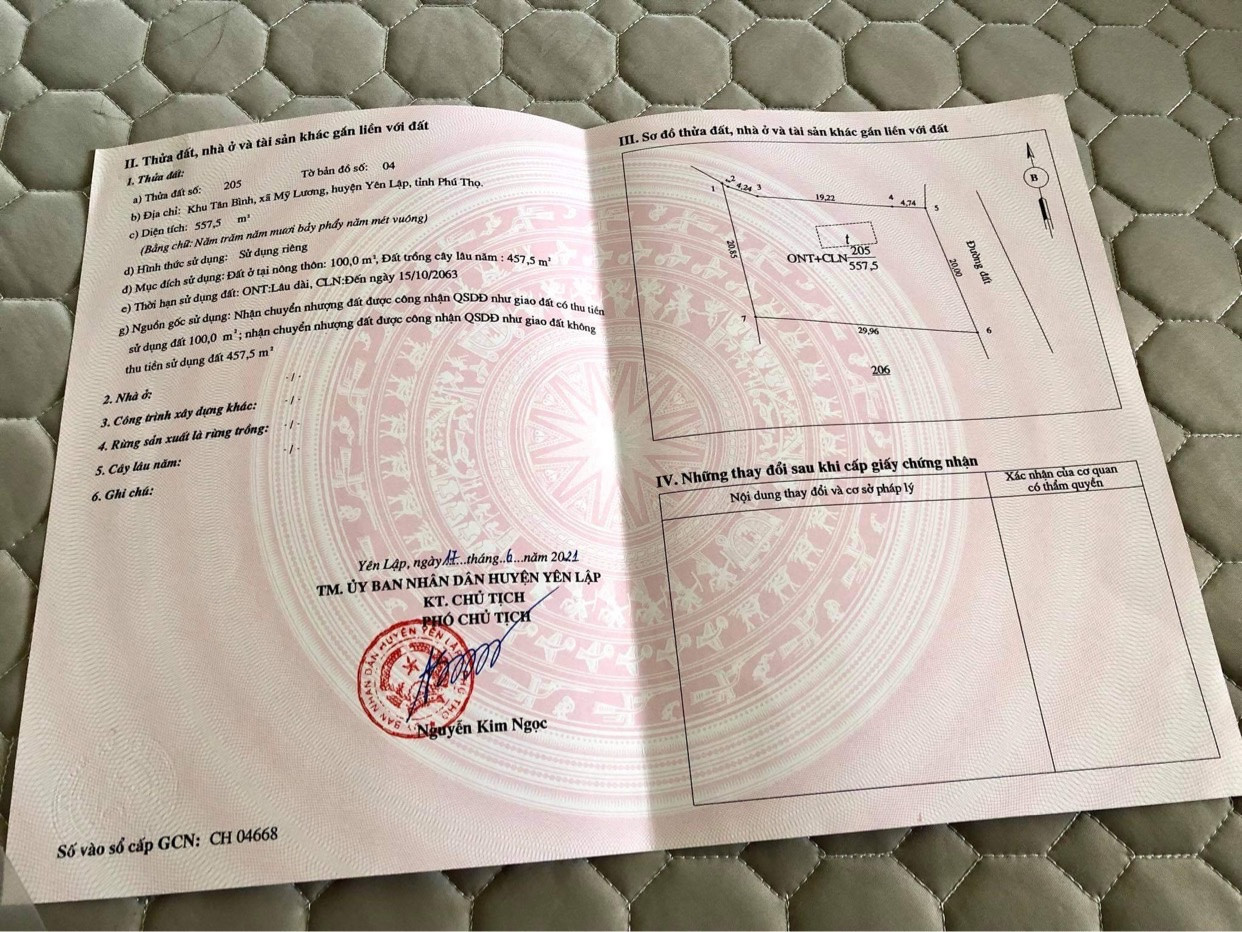 II. Thửa đất, nhà ở và tài sản khác gắn liền với đất
1. Thửa đất:
a) Thửa đất số: 205 Tờ bản đồ số: 04
b) Địa chỉ: Khu Tân Bình, xã Mỹ Lương, huyện Yên Lập, tỉnh Phú Thọ.
c) Diện tích: 557,5 m²
(Bằng chữ: Năm trăm năm mươi bảy phẩy năm mét vuông)
d) Hình thức sử dụng: Sử dụng riêng
đ) Mục đích sử dụng: Đất ở tại nông thôn: 100,0 m², Đất trồng cây lâu năm : 457,5 m²
e) Thời hạn sử dụng đất: ONT:Lâu dài, CLN:Đến ngày 15/10/2063
g) Nguồn gốc sử dụng: Nhận chuyển nhượng đất được công nhận QSDĐ như giao đất có thu tiền
sử dụng đất 100,0 m² ; nhận chuyển nhượng đất được công nhận QSDĐ như giao đất không
thu tiền sử dụng đất 457,5 m²
2. Nhà ở: -/-
3. Công trình xây dựng khác: -/-
4. Rừng sản xuất là rừng trồng: -/-
5. Cây lâu năm: -/-
6. Ghi chú:
Yên Lập, ngày 17...tháng..6...năm 2021
TM. ỦY BAN NHÂN DÂN HUYỆN YÊN LẬP
KT. CHỦ TỊCH
PHÓ CHỦ TỊCH
Nguyễn Kim Ngọc
Số vào sổ cấp GCN: CH 04668
III. Sơ đồ thửa đất, nhà ở và tài sản khác gắn liền với đất
B
1 2 4,24 3 19,22 4 4,74 5
20,85
t
ONT+CLN 205
557,5
20,00
Đường đất
7 29,96 6
206
IV. Những thay đổi sau khi cấp giấy chứng nhận
Nội dung thay đổi và cơ sở pháp lý
Xác nhận của cơ quan
có thẩm quyền